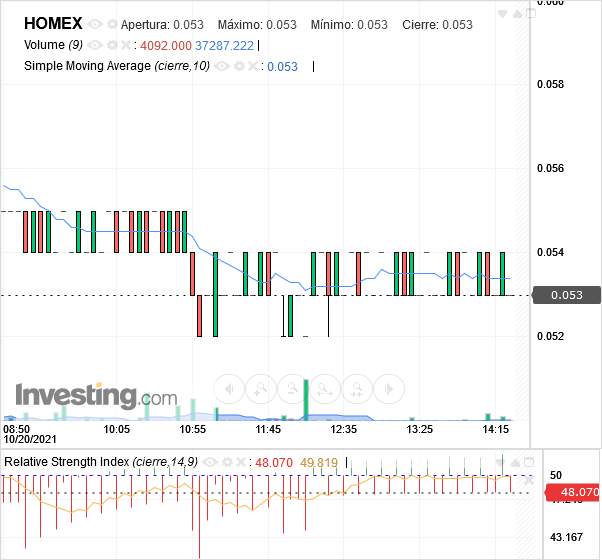 0.060
HOMEX Apertura: 0.053 Máximo: 0.053 Mínimo: 0.053 Cierre: 0.053
Volume (9) : 4092.000 37287.222 |
Simple Moving Average (cierre,10) : 0.053 |
0.058
0.056
0.054
0.053
0.052
Investing.com
08:50 10:05 10:55 11:45 12:35 13:25 14:15
10/20/2021
Relative Strength Index (cierre,14,9) : 48.070 49.819 |
50
48.070
43.167